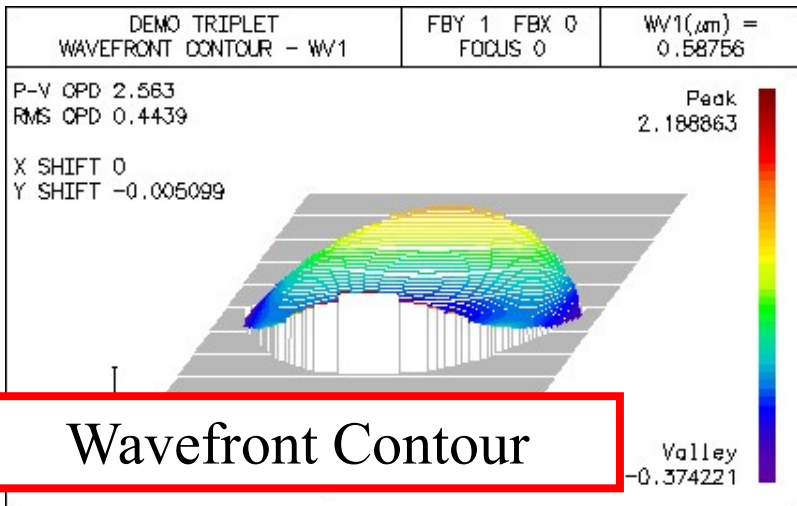 DEMO TRIPLET
WAVEFRONT CONTOUR - WV1
FBY 1 FBX 0
FOCUS 0
WV1(μm) =
0.58756
P-V OPD 2.563
RMS OPD 0.4439
X SHIFT 0
Y SHIFT -0.005099
Peak
2.188863
Wavefront Contour
Valley
-0.374221